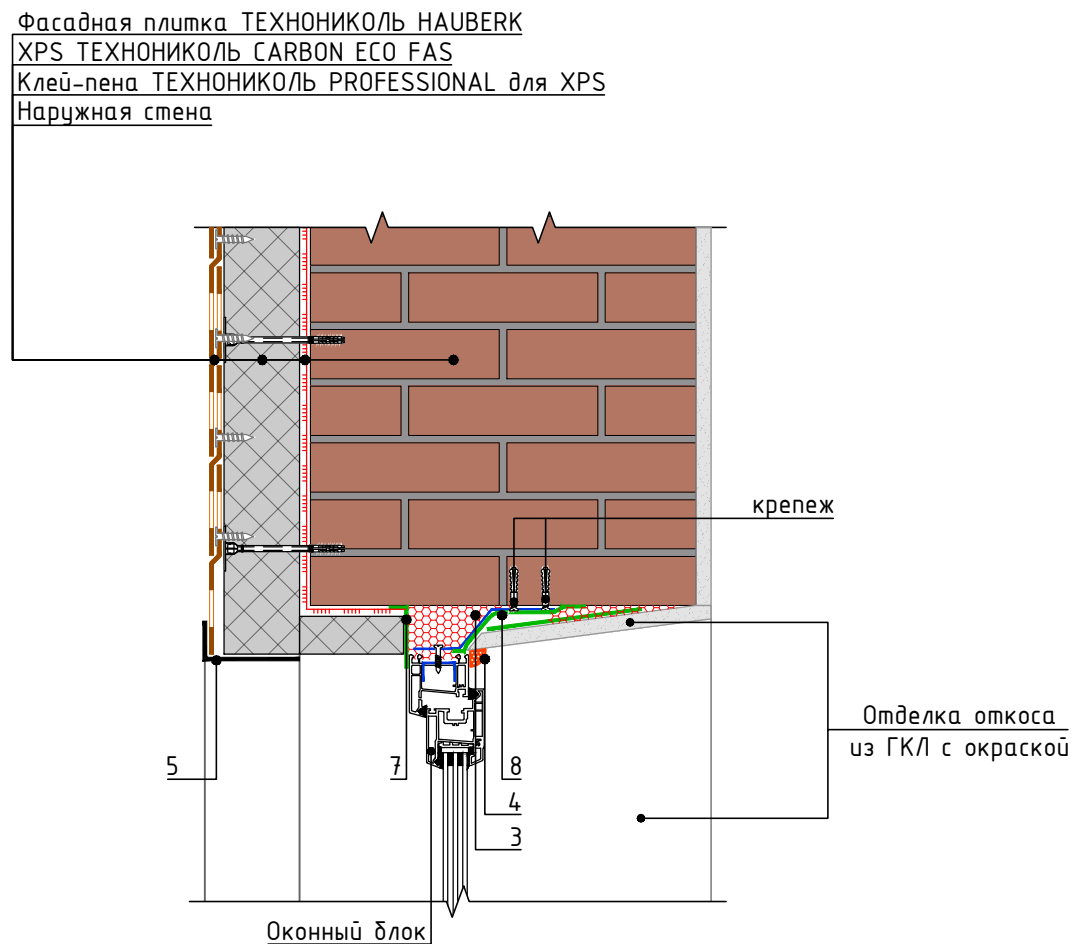 Фасадная плитка ТЕХНОНИКОЛЬ HAUBERK
XPS ТЕХНОНИКОЛЬ CARBON ECO FAS
Клей-пена ТЕХНОНИКОЛЬ PROFESSIONAL для XPS
Наружная стена
крепеж
Отделка откоса
из ГКЛ с окраской
5
7
8
4
3
Оконный блок